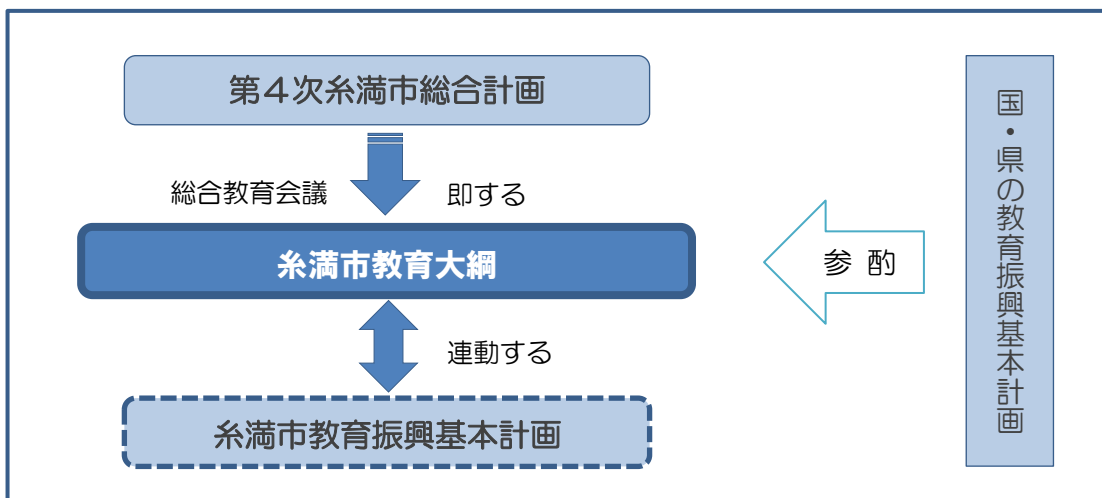 第４次糸満市総合計画
総合教育会議
即する
糸満市教育大綱
参 酌
連動する
糸満市教育振興基本計画
国・県の教育振興基本計画